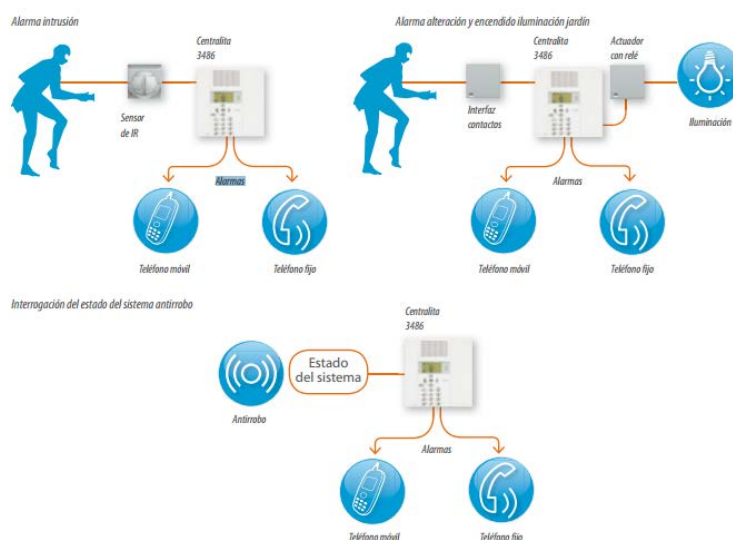 Alarma intrusión
Centralita
3486
Sensor
de IR
Alarmas
Teléfono móvil
Teléfono fijo
Alarma alteración y encendido iluminación jardín
Centralita
3486
Actuador
con relé
Interfaz
contactos
Iluminación
Alarmas
Teléfono móvil
Teléfono fijo
Interrogación del estado del sistema antirrobo
Centralita
3486
Estado
del sistema
Antirrobo
Alarmas
Teléfono móvil
Teléfono fijo